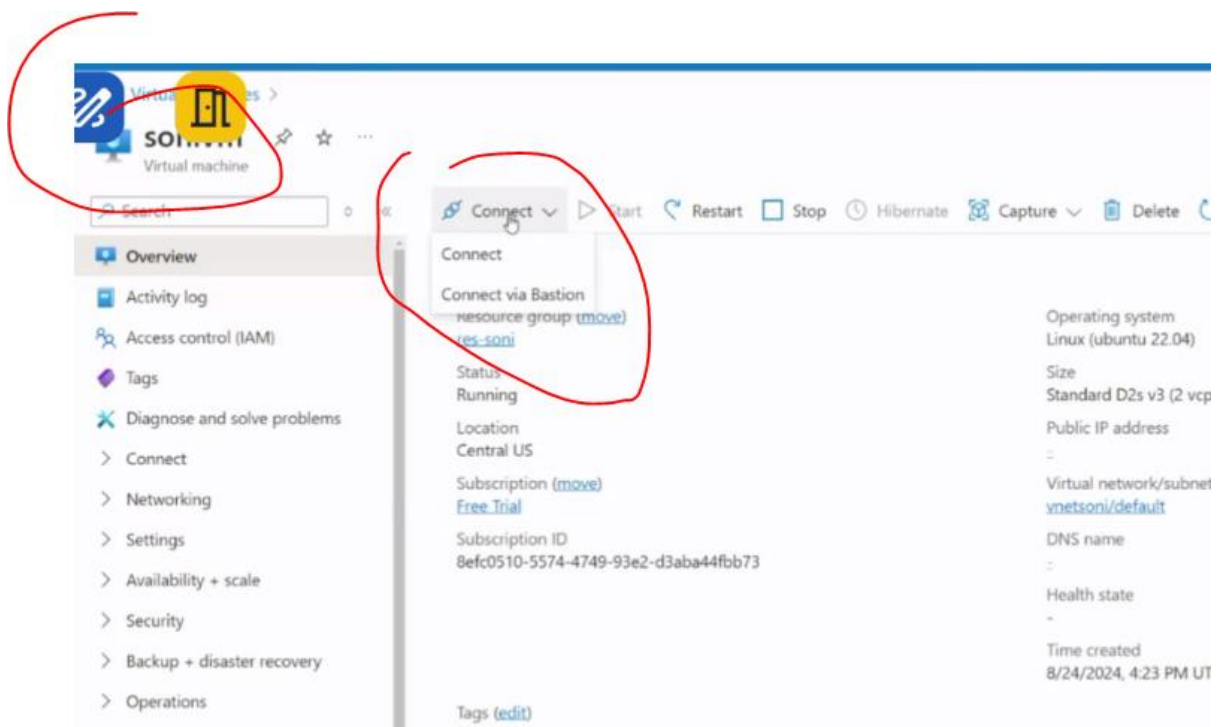 Virtu es >
Virtual machine
Search
Connect Start Restart Stop Hibernate Capture Delete
Connect
Connect via Bastion
Overview
Activity log
Access control (IAM)
Tags
Diagnose and solve problems
> Connect
> Networking
> Settings
> Availability + scale
> Security
> Backup + disaster recovery
> Operations
Resource group (move)
res-soni
Status
Running
Location
Central US
Subscription (move)
Free Trial
Subscription ID
8efc0510-5574-4749-93e2-d3aba44fbb73
Tags (edit)
Operating system
Linux (ubuntu 22.04)
Size
Standard D2s v3 (2 vcp
Public IP address
Virtual network/subnet
vnetsoni/default
DNS name
Health state
-
Time created
8/24/2024, 4:23 PM UT